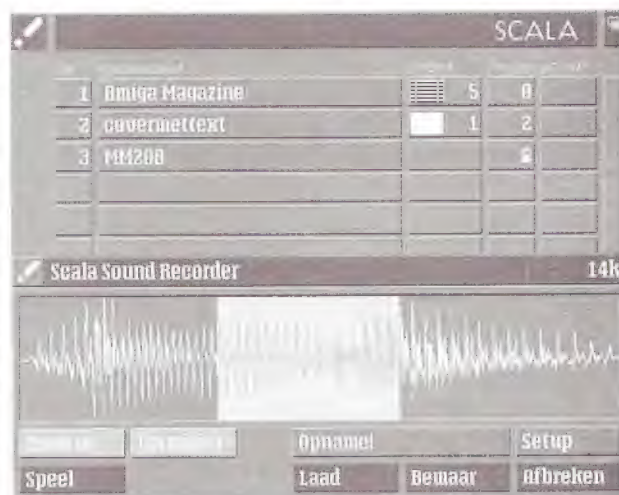 SCALA
1 Amiga Magazine 5 0
2 covermettext 1 2
3 MM208
Scala Sound Recorder 14k
Opname! Setup
Speel Laad Bewaar Afbreken